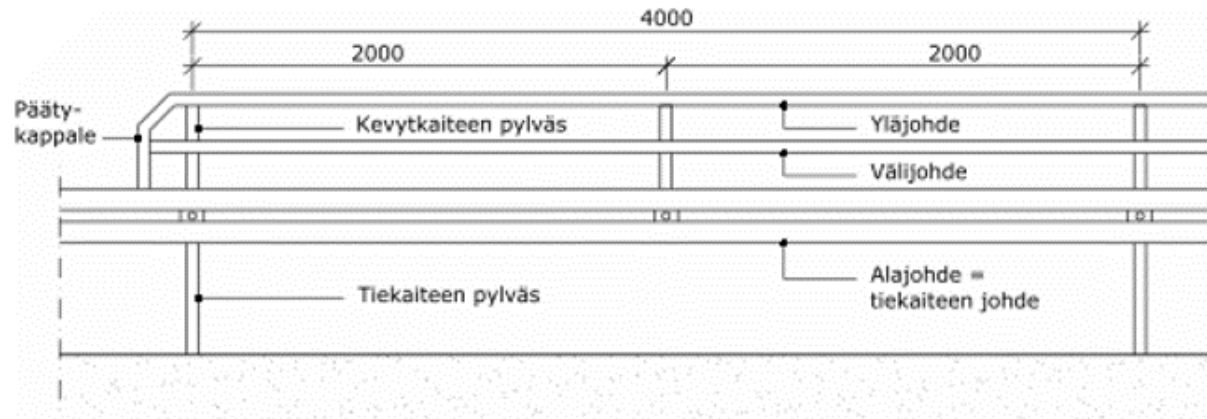 4000
2000
2000
Pääty-
kappale
Kevytkaiteen pylväs
Yläjohde
Välijohde
Tiekaiteen pylväs
Alajohde =
tiekaiteen johde